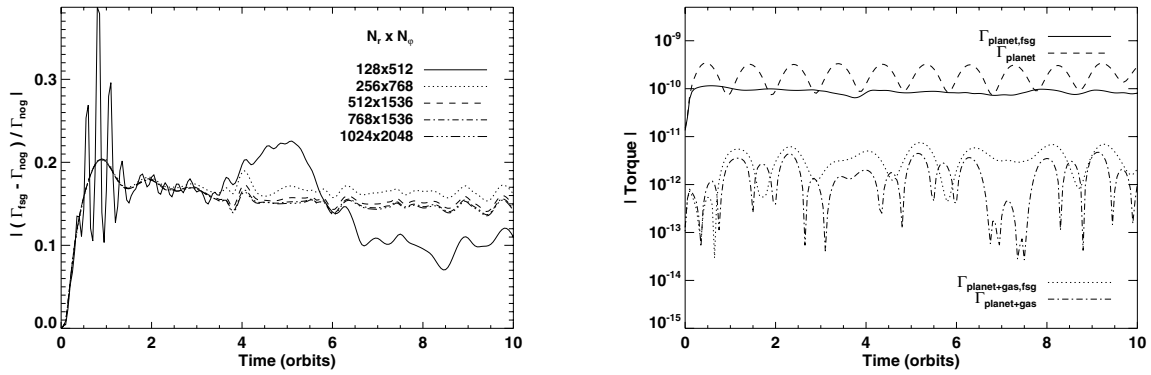 | ( Γfsg - Γnog ) / Γnog |
0.3
0.2
0.1
0.0
0 2 4 6 8 10
Time (orbits)
Nr x Nφ
128x512
256x768
512x1536
768x1536
1024x2048
| Torque |
10-9
10-10
10-11
10-12
10-13
10-14
10-15
0 2 4 6 8 10
Time (orbits)
Γplanet,fsg
Γplanet
Γplanet+gas,fsg
Γplanet+gas